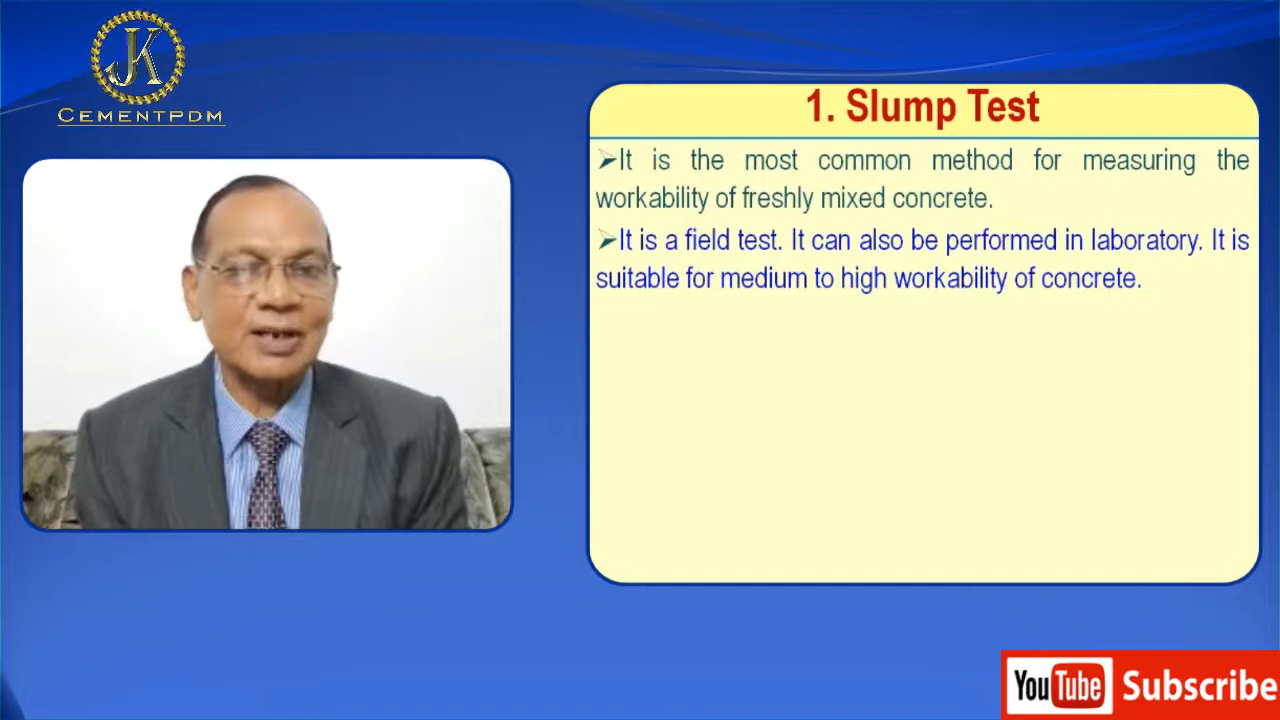 JK
CEMENTPDM
1. Slump Test
➢It is the most common method for measuring the
workability of freshly mixed concrete.
➢It is a field test. It can also be performed in laboratory. It is
suitable for medium to high workability of concrete.
YouTube Subscribe